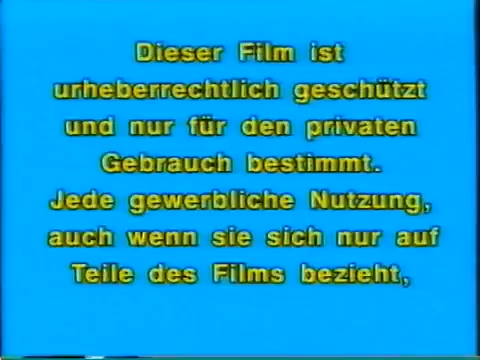 Dieser Film ist
urheberrechtlich geschützt
und nur für den privaten
Gebrauch bestimmt.
Jede gewerbliche Nutzung,
auch wenn sie sich nur auf
Teile des Films bezieht,